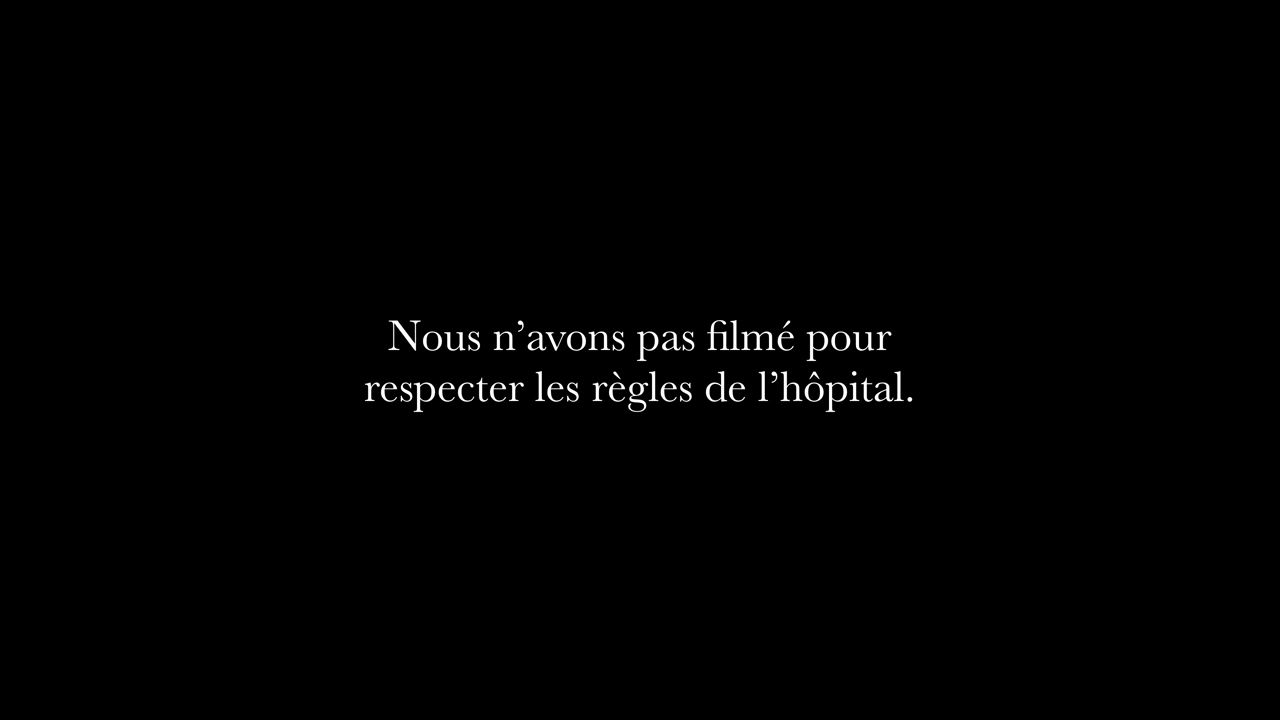 Nous n’avons pas filmé pour
respecter les règles de l’hôpital.